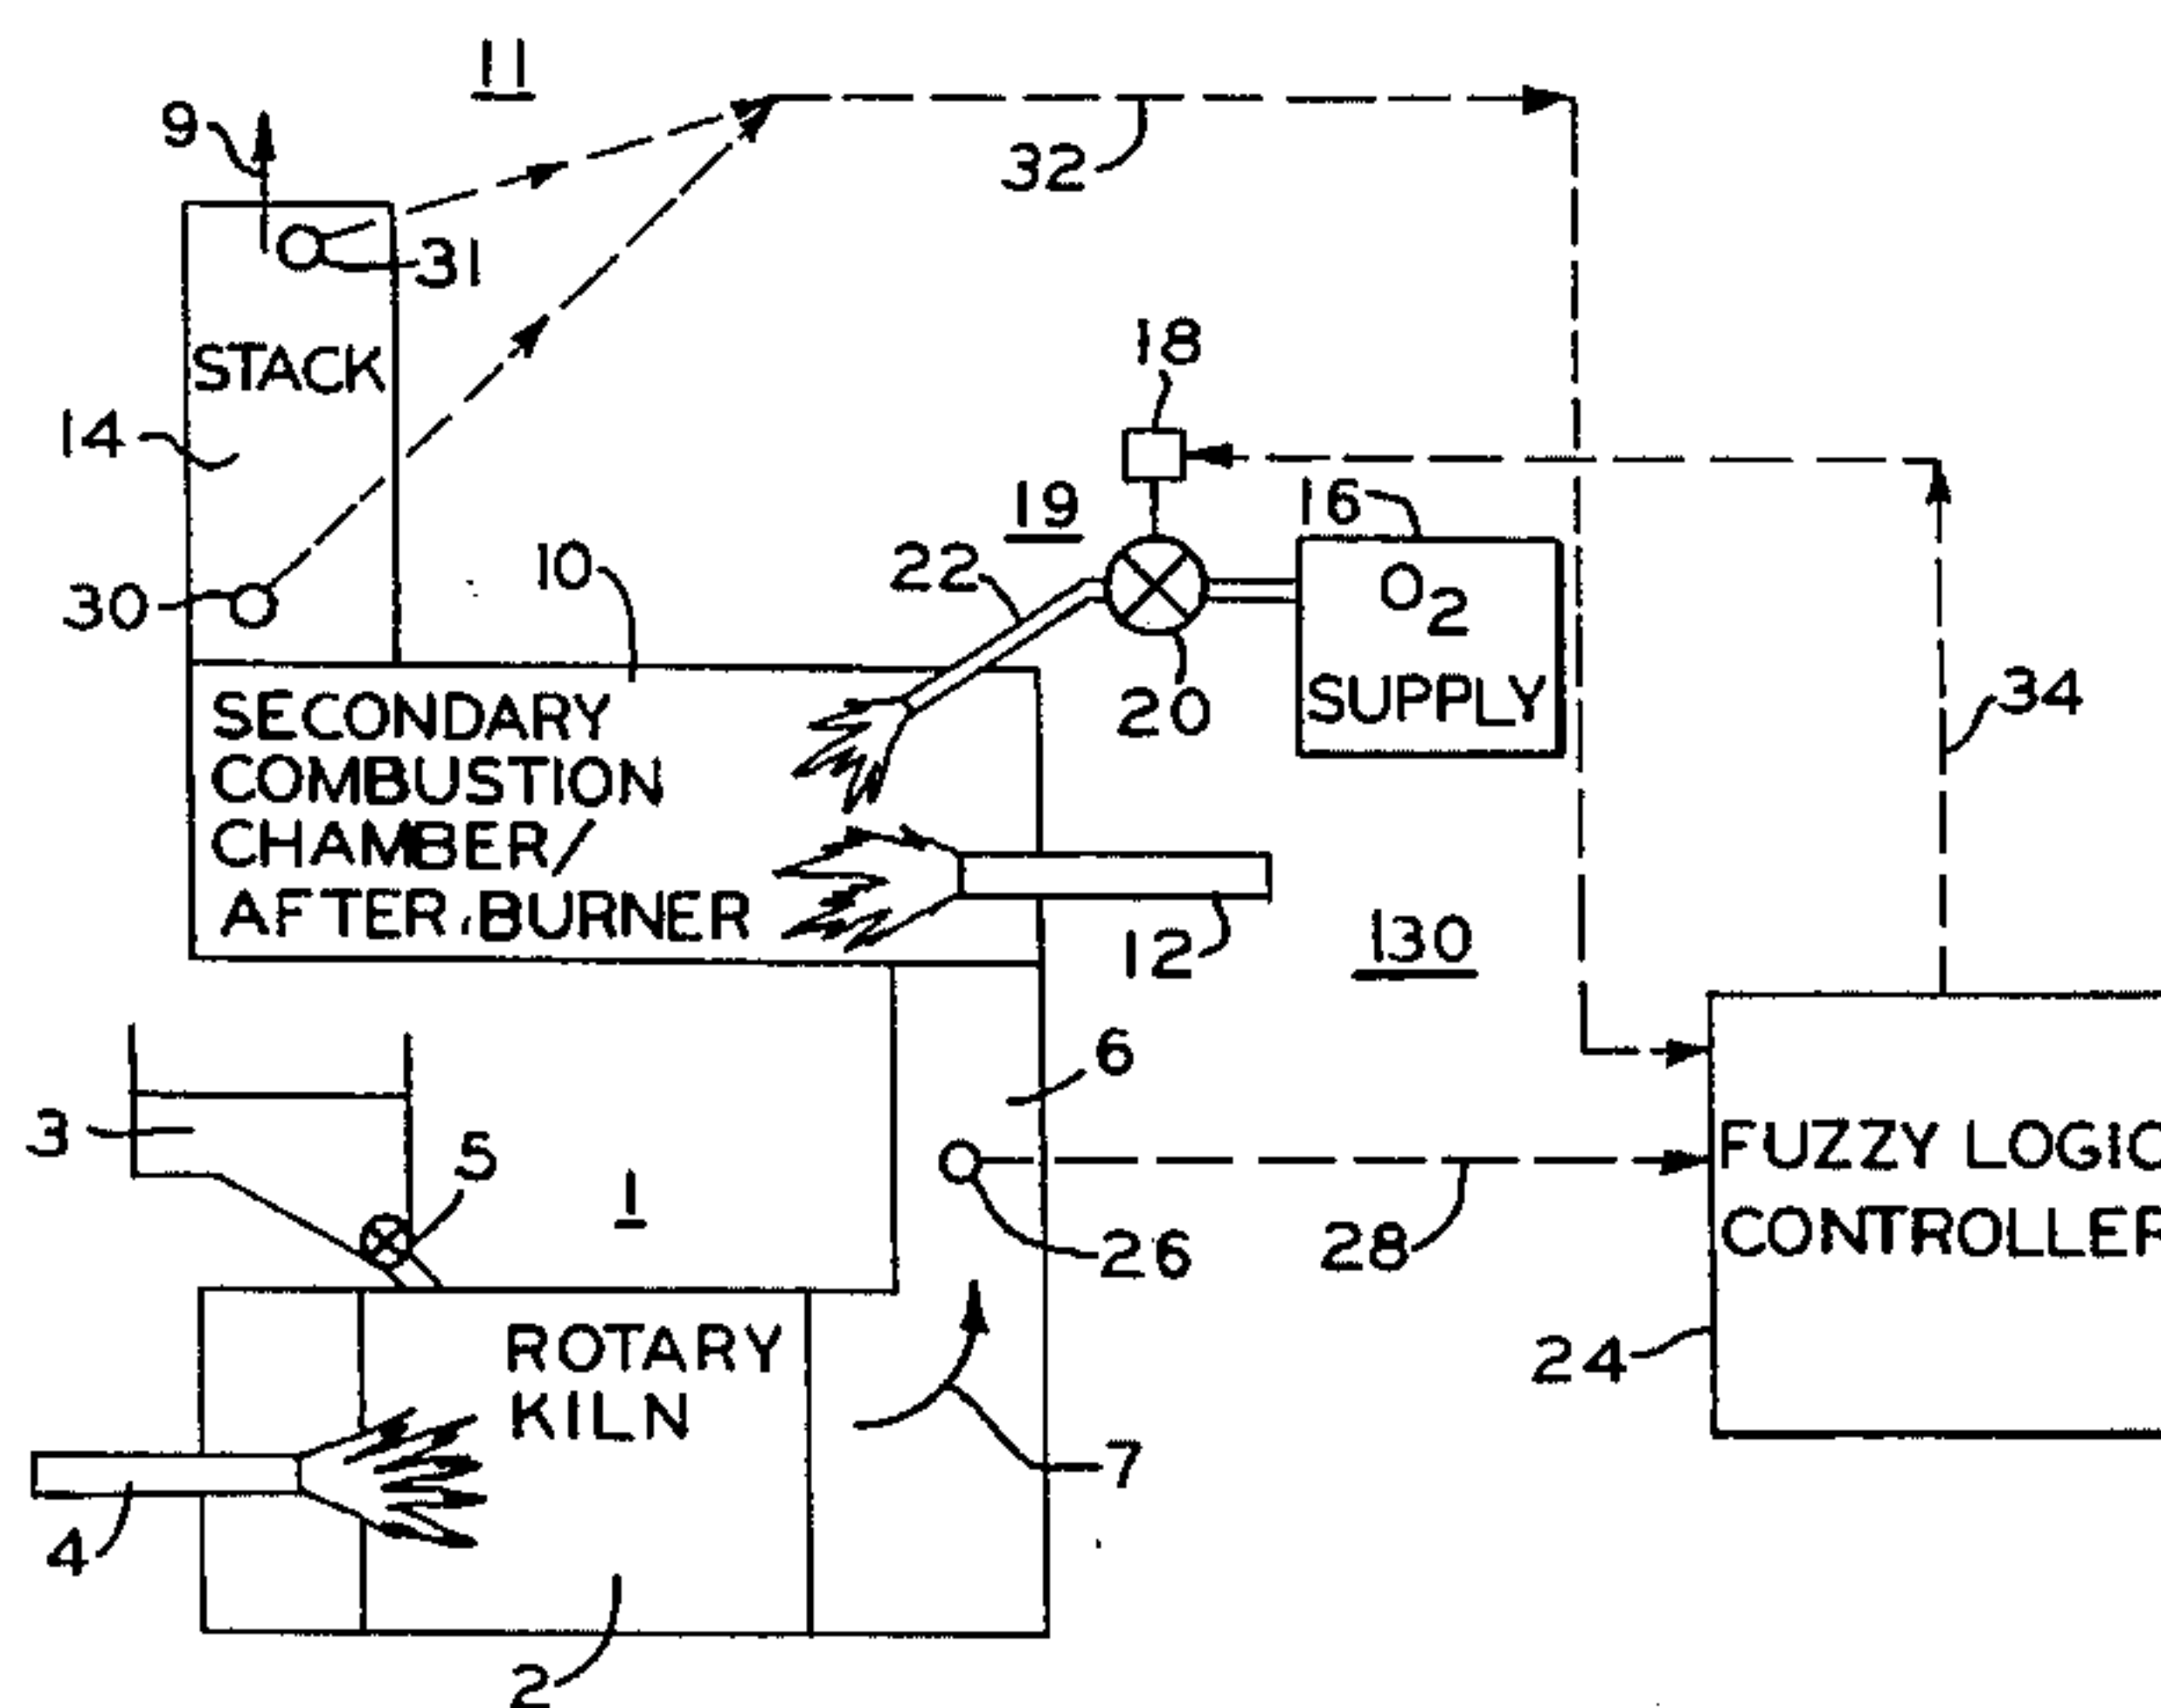 11
9
32
31
STACK
18
14
19
16
22
10
30
O2
SUPPLY
20
34
SECONDARY
COMBUSTION
CHAMBER/
AFTER BURNER
12
130
6
3
5
1
FUZZY LOGIC
26
28
CONTROLLER
ROTARY
KILN
24
7
4
2